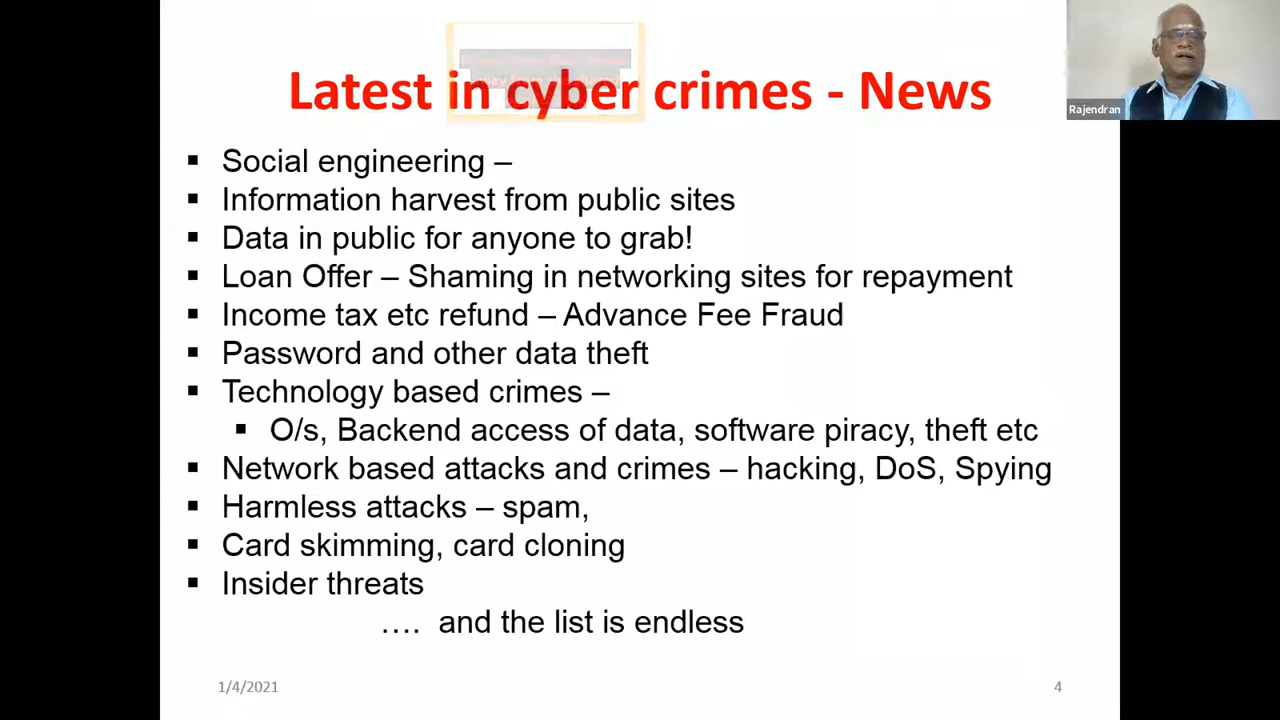 Latest in cyber crimes - News
Rajendran
▪ Social engineering –
▪ Information harvest from public sites
▪ Data in public for anyone to grab!
▪ Loan Offer – Shaming in networking sites for repayment
▪ Income tax etc refund – Advance Fee Fraud
▪ Password and other data theft
▪ Technology based crimes –
▪ O/s, Backend access of data, software piracy, theft etc
▪ Network based attacks and crimes – hacking, DoS, Spying
▪ Harmless attacks – spam,
▪ Card skimming, card cloning
▪ Insider threats
…. and the list is endless
1/4/2021
4